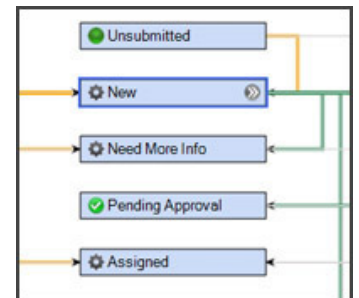 Unsubmitted
New
Need More Info
Pending Approval
Assigned